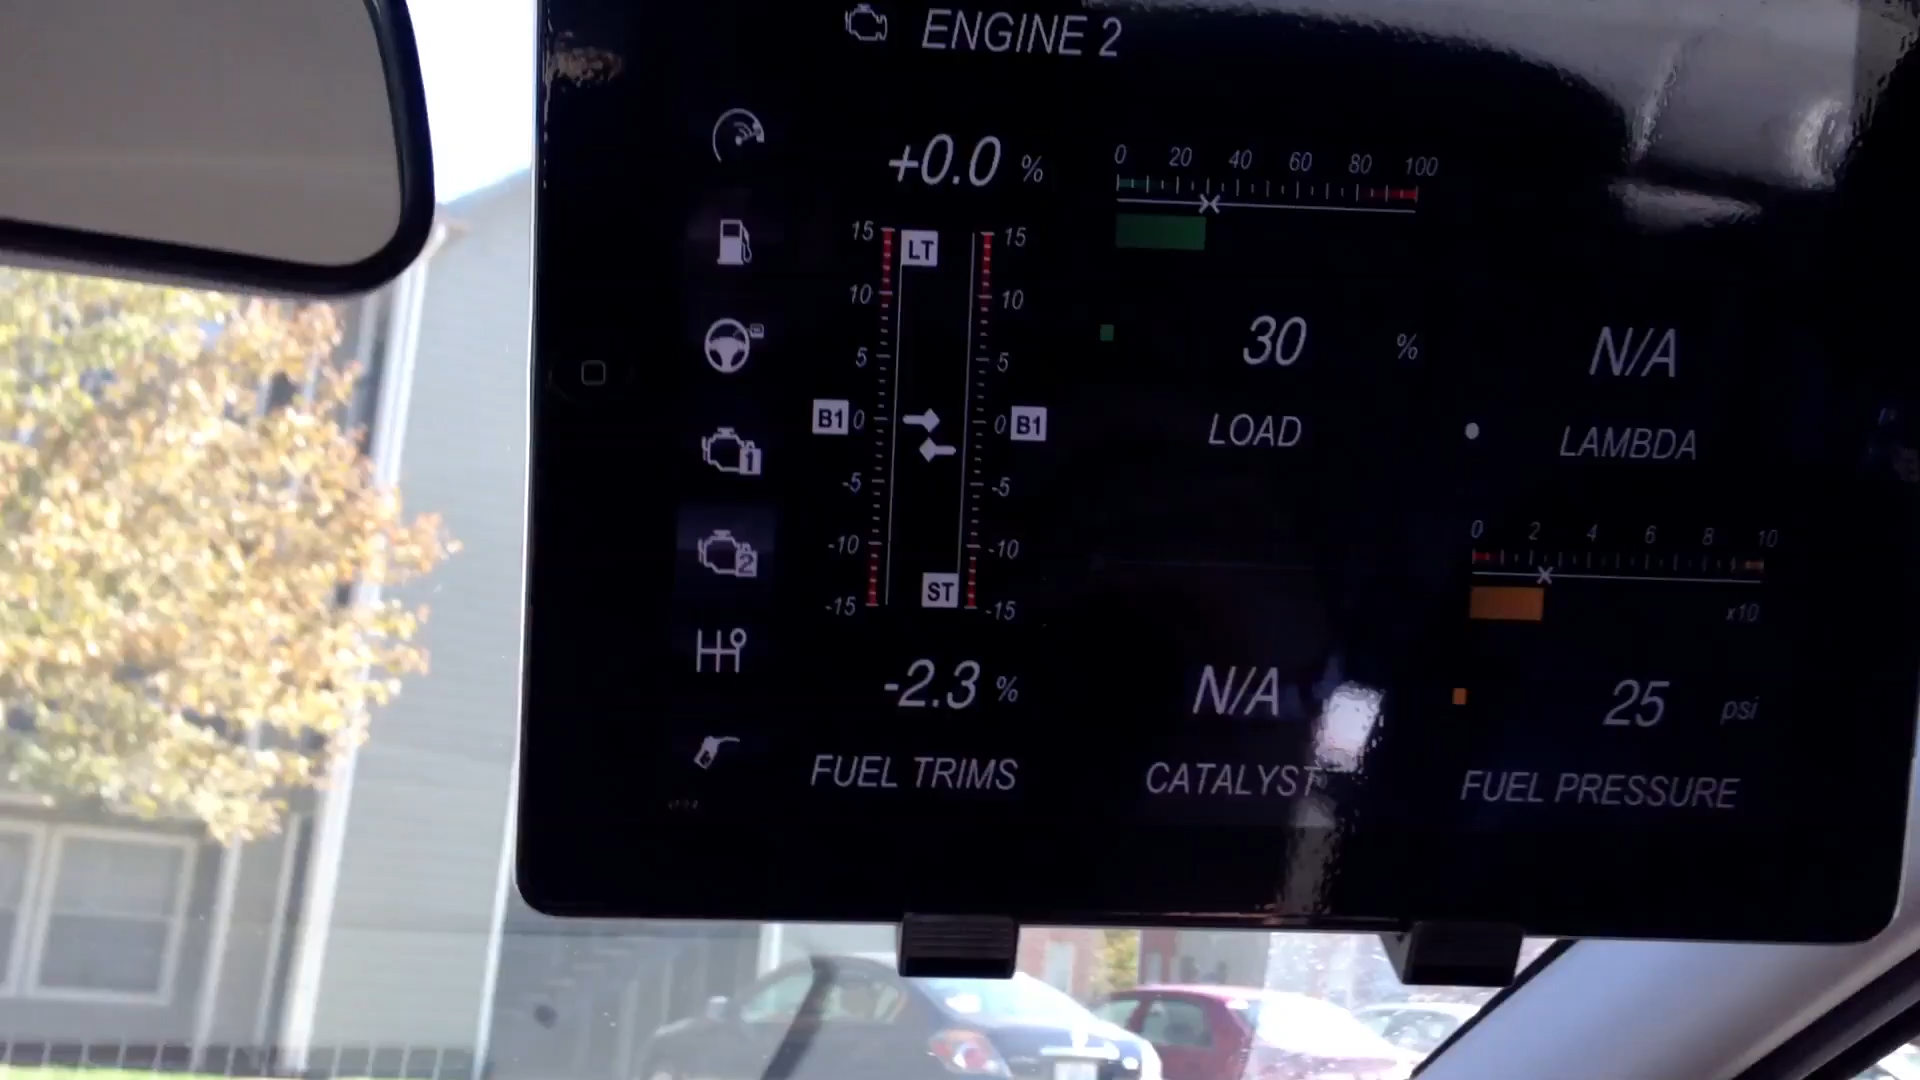 ENGINE 2
+0.0 %
0 20 40 60 80 100
15 LT 15
10 10
5 5
B1 0 0 B1
-5 -5
-10 -10
-15 ST -15
1
2
30 %
LOAD
N/A
LAMBDA
0 2 4 6 8 10
x10
-2.3 %
FUEL TRIMS
N/A
CATALYST
25 psi
FUEL PRESSURE